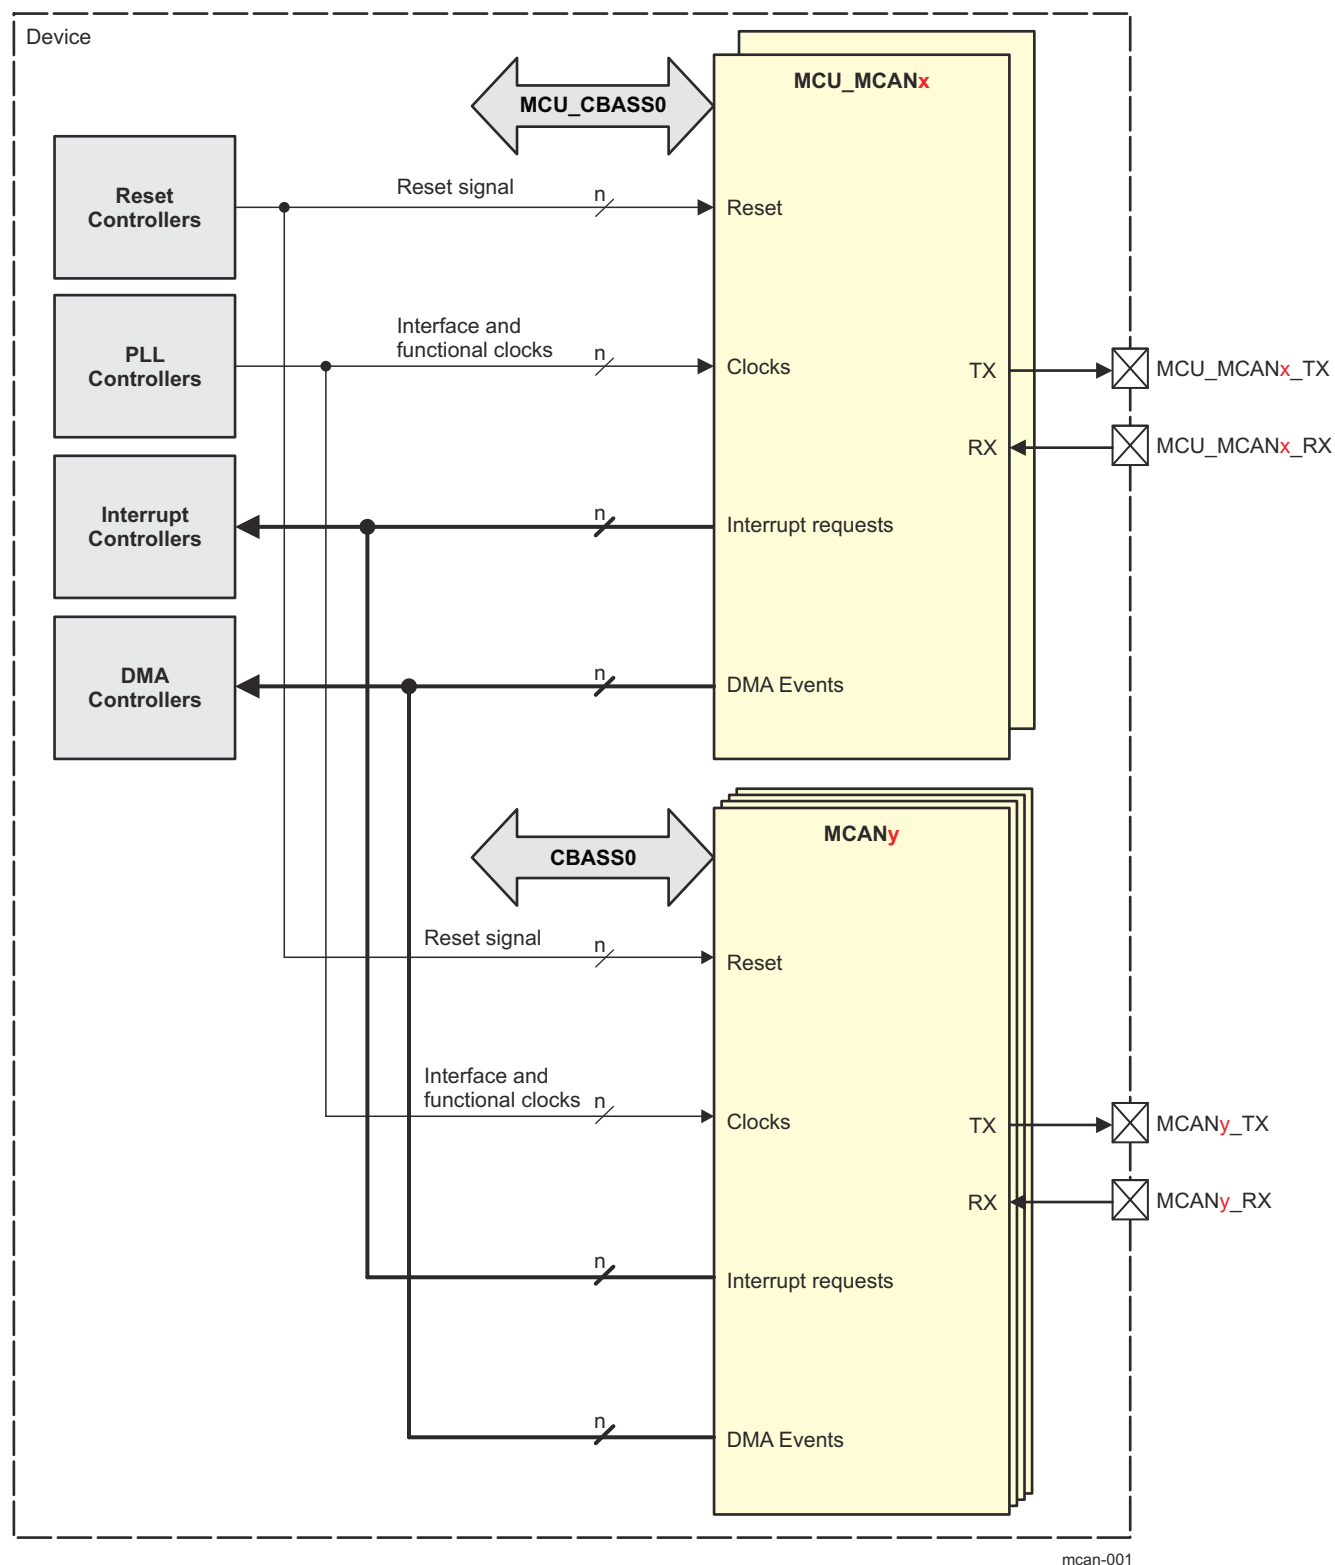 Device
MCU_MCANx
MCU_CBASS0
Reset
Controllers
Reset signal
n
Reset
PLL
Controllers
Interface and
functional clocks
n
Clocks
TX
MCU_MCANx_TX
RX
MCU_MCANx_RX
Interrupt
Controllers
n
Interrupt requests
DMA
Controllers
n
DMA Events
MCANy
CBASS0
Reset signal
n
Reset
Interface and
functional clocks
n
Clocks
TX
MCANy_TX
RX
MCANy_RX
n
Interrupt requests
n
DMA Events
mcan-001